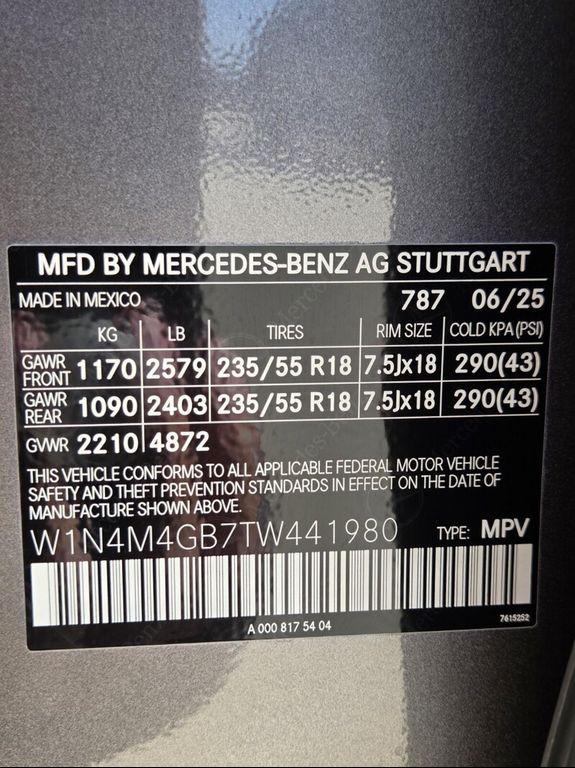 MFD BY MERCEDES-BENZ AG STUTTGART
MADE IN MEXICO 787 06/25
KG LB TIRES RIM SIZE COLD KPA(PSI)
GAWR FRONT 1170 2579 235/55 R18 7.5Jx18 290(43)
GAWR REAR 1090 2403 235/55 R18 7.5Jx18 290(43)
GVWR 2210 4872
THIS VEHICLE CONFORMS TO ALL APPLICABLE FEDERAL MOTOR VEHICLE
SAFETY AND THEFT PREVENTION STANDARDS IN EFFECT ON THE DATE OF
MANUFACTURE SHOWN ABOVE.
W1N4M4GB7TW441980 TYPE: MPV
A 000 817 54 04 7615252